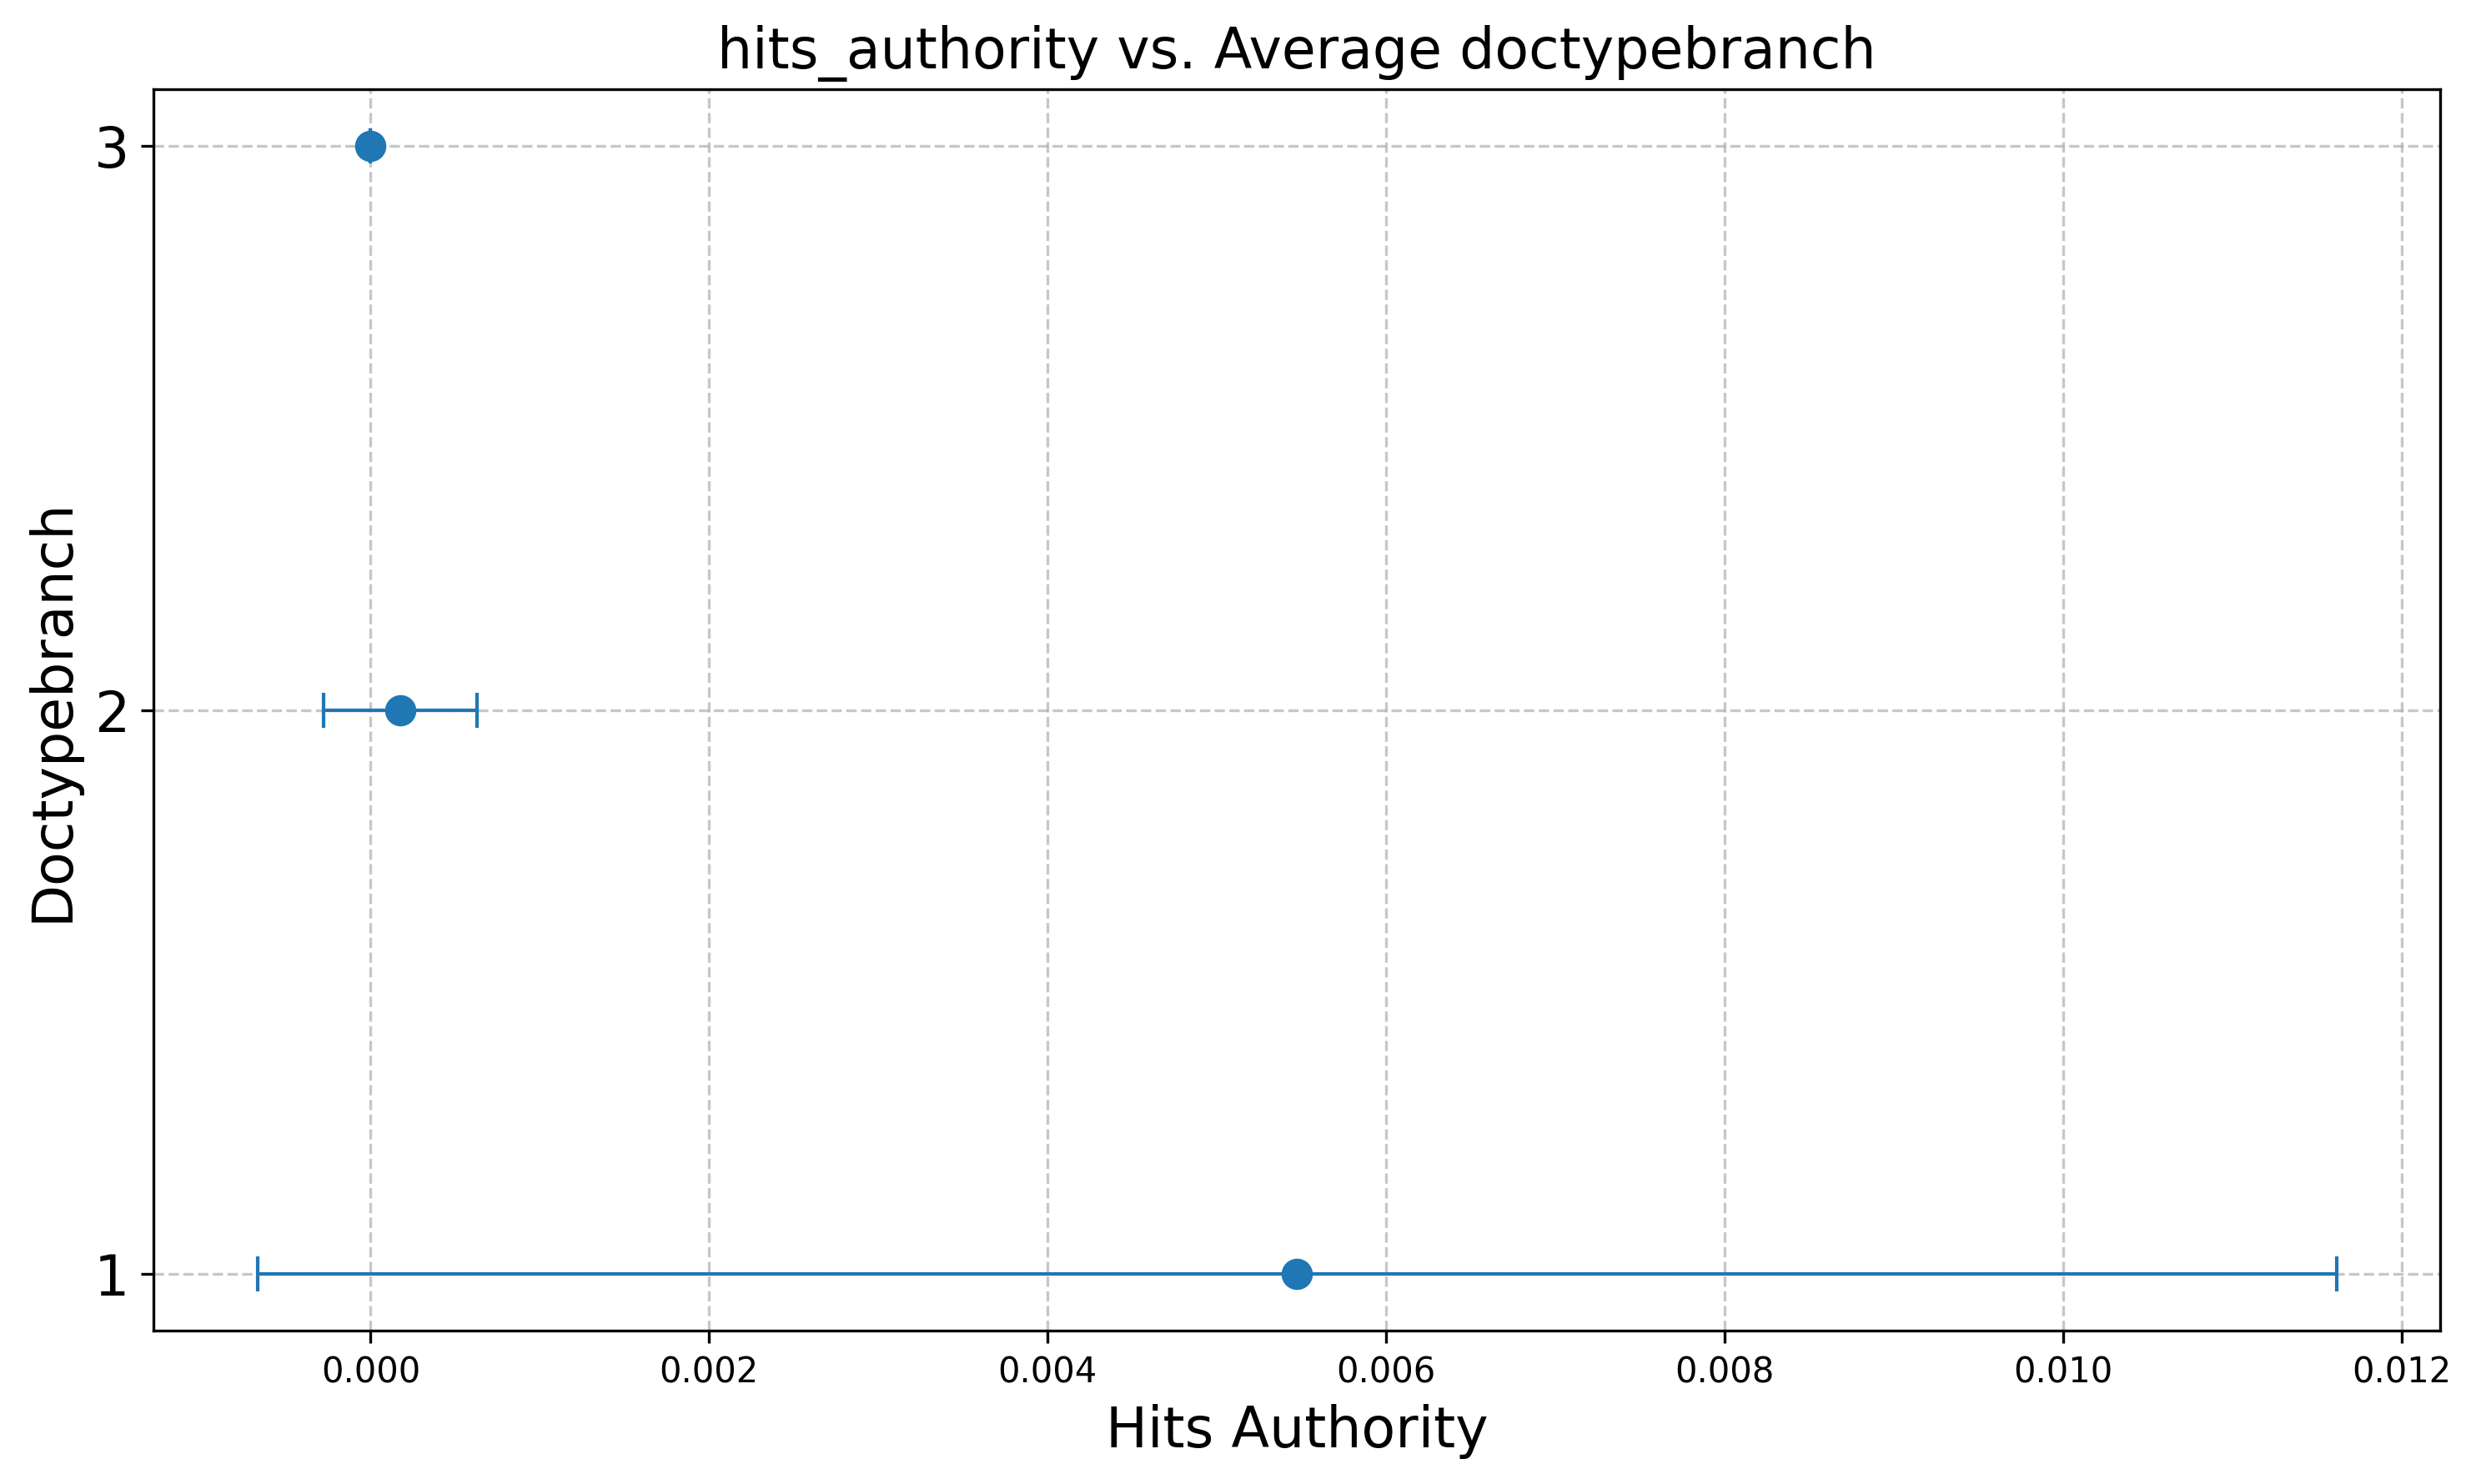 hits_authority vs. Average doctypebranch
3
2
1
Doctypebranch
0.000 0.002 0.004 0.006 0.008 0.010 0.012
Hits Authority